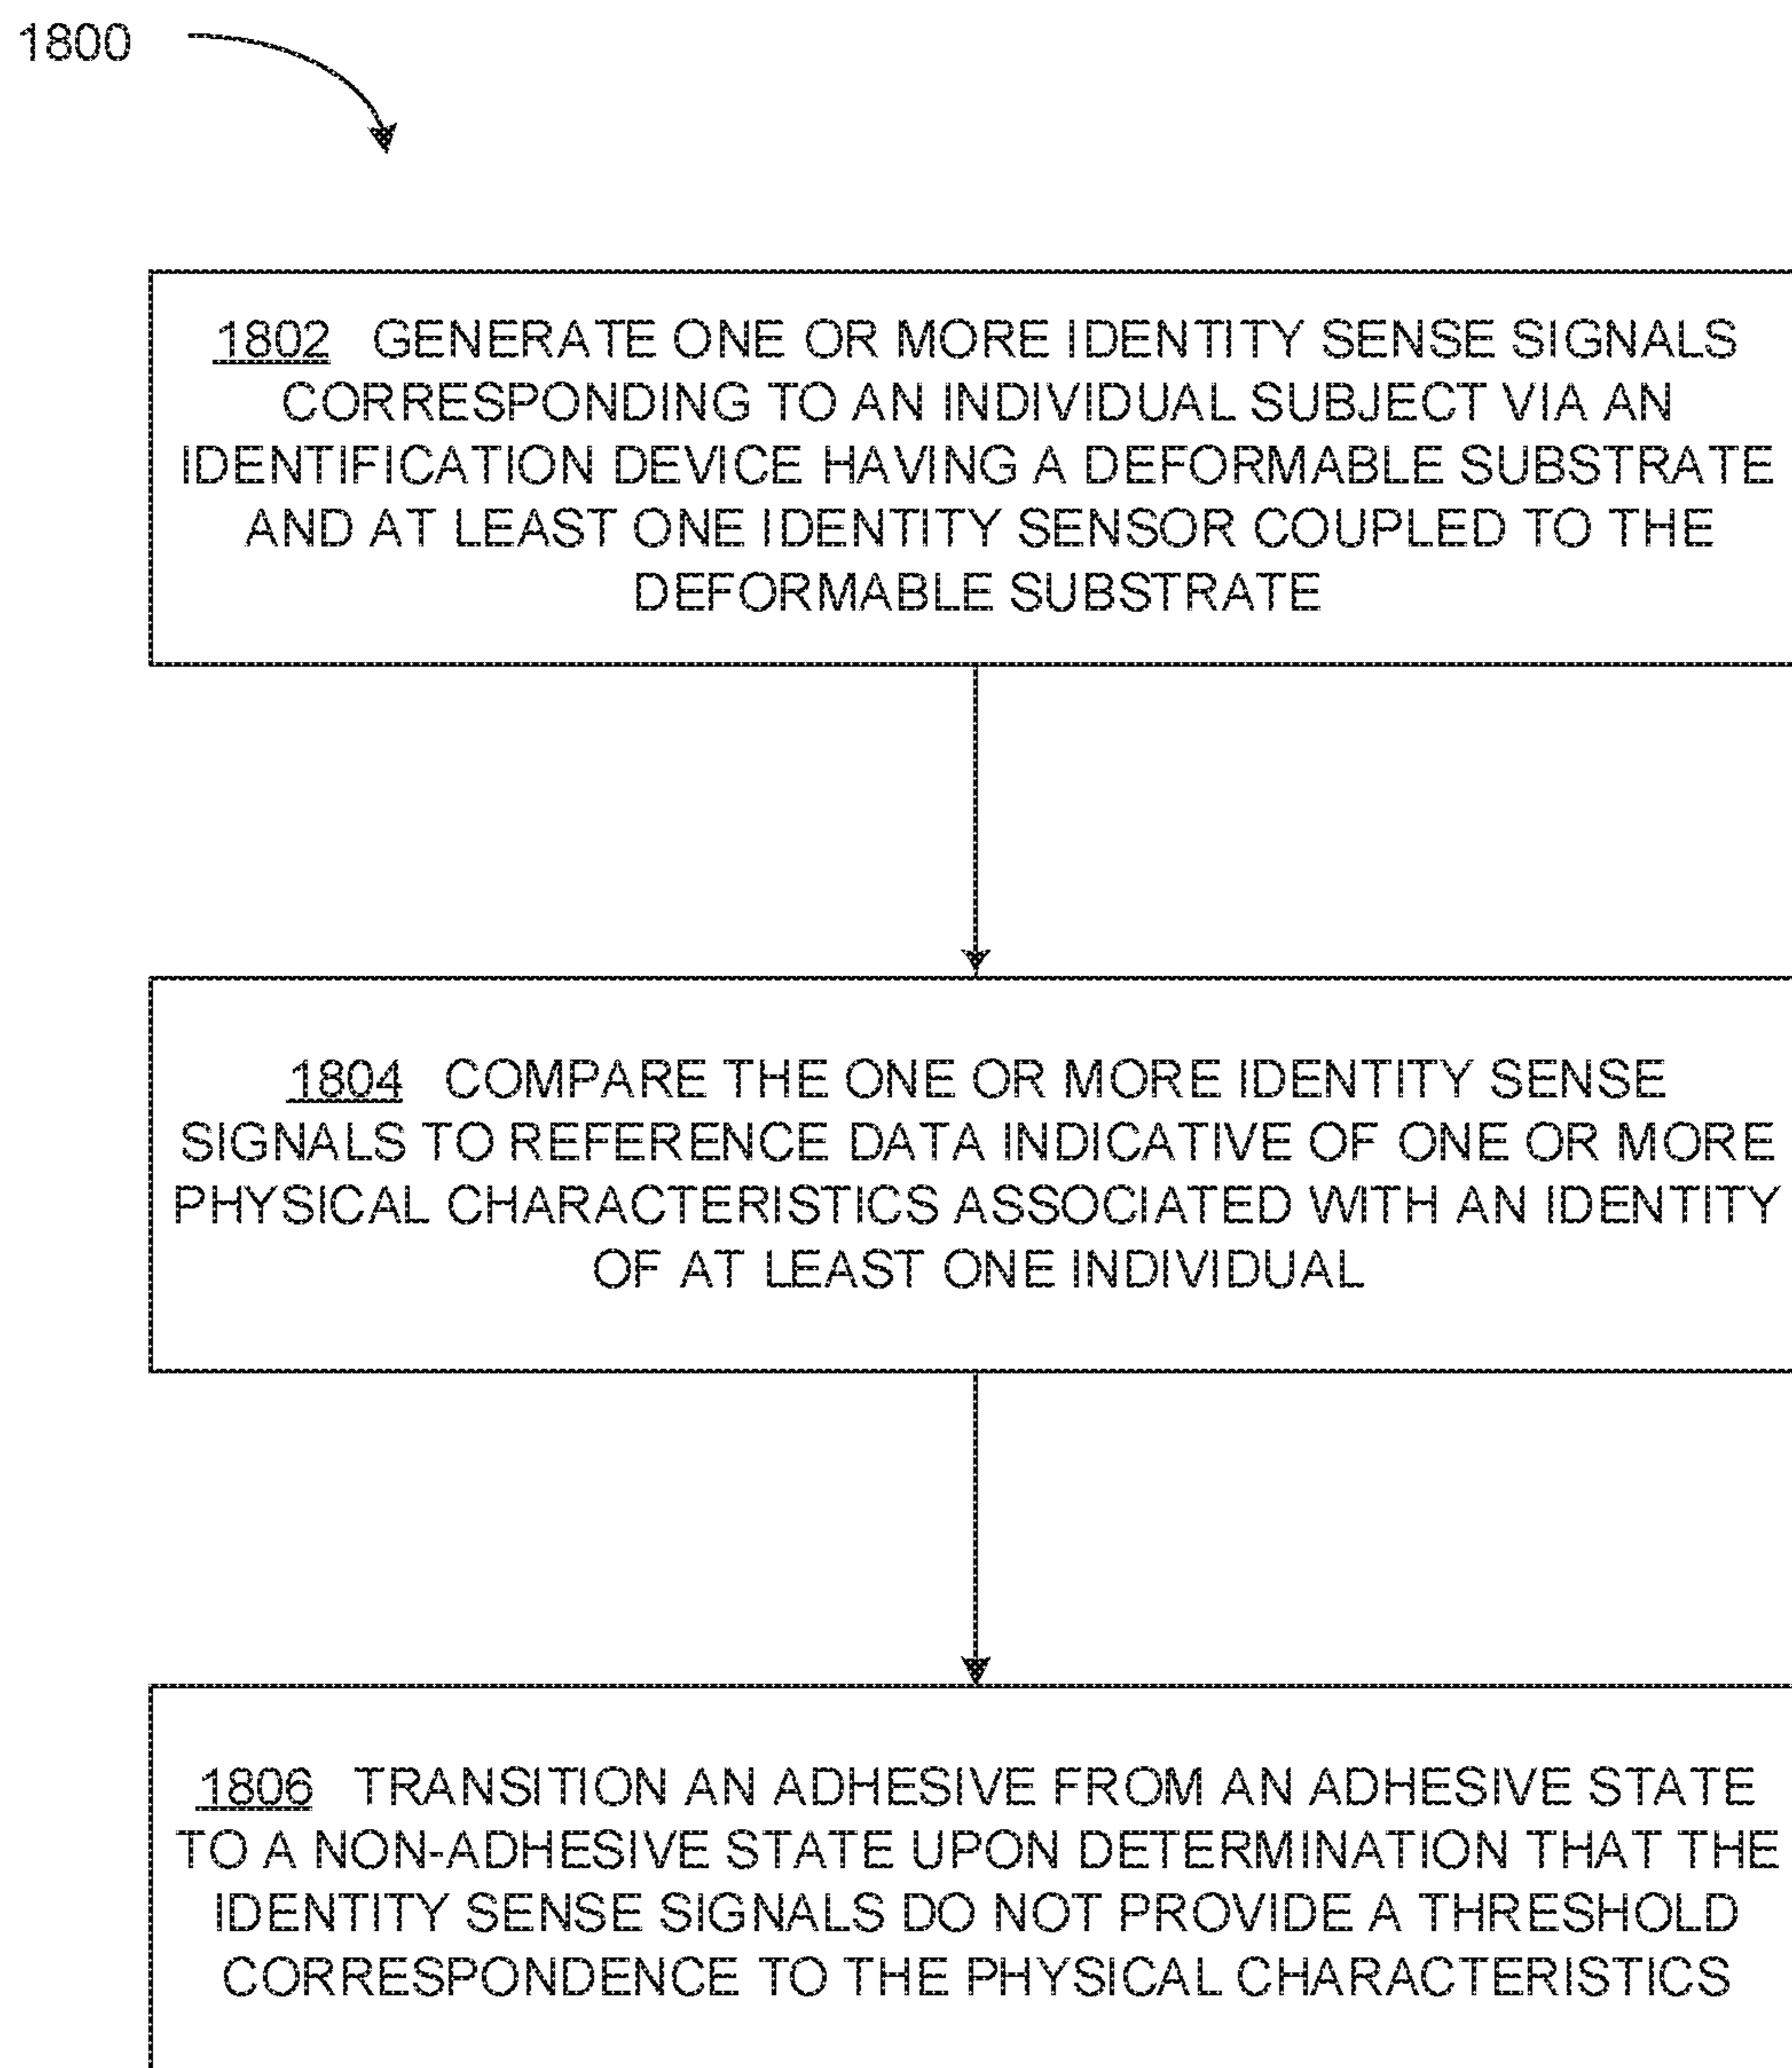 1800
1802 GENERATE ONE OR MORE IDENTITY SENSE SIGNALS
CORRESPONDING TO AN INDIVIDUAL SUBJECT VIA AN
IDENTIFICATION DEVICE HAVING A DEFORMABLE SUBSTRATE
AND AT LEAST ONE IDENTITY SENSOR COUPLED TO THE
DEFORMABLE SUBSTRATE
1804 COMPARE THE ONE OR MORE IDENTITY SENSE
SIGNALS TO REFERENCE DATA INDICATIVE OF ONE OR MORE
PHYSICAL CHARACTERISTICS ASSOCIATED WITH AN IDENTITY
OF AT LEAST ONE INDIVIDUAL
1806 TRANSITION AN ADHESIVE FROM AN ADHESIVE STATE
TO A NON-ADHESIVE STATE UPON DETERMINATION THAT THE
IDENTITY SENSE SIGNALS DO NOT PROVIDE A THRESHOLD
CORRESPONDENCE TO THE PHYSICAL CHARACTERISTICS